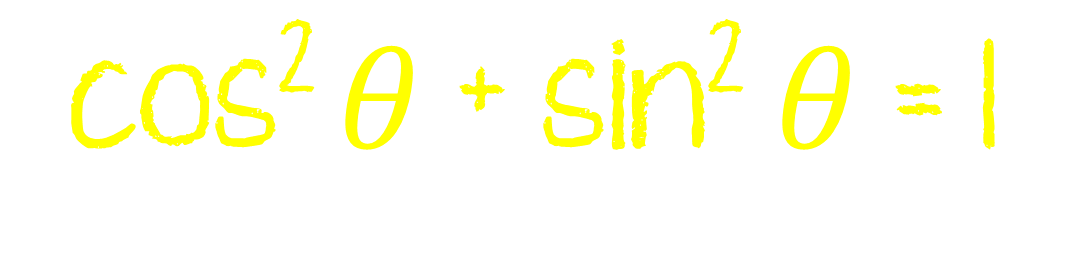 cos² θ + sin² θ = 1